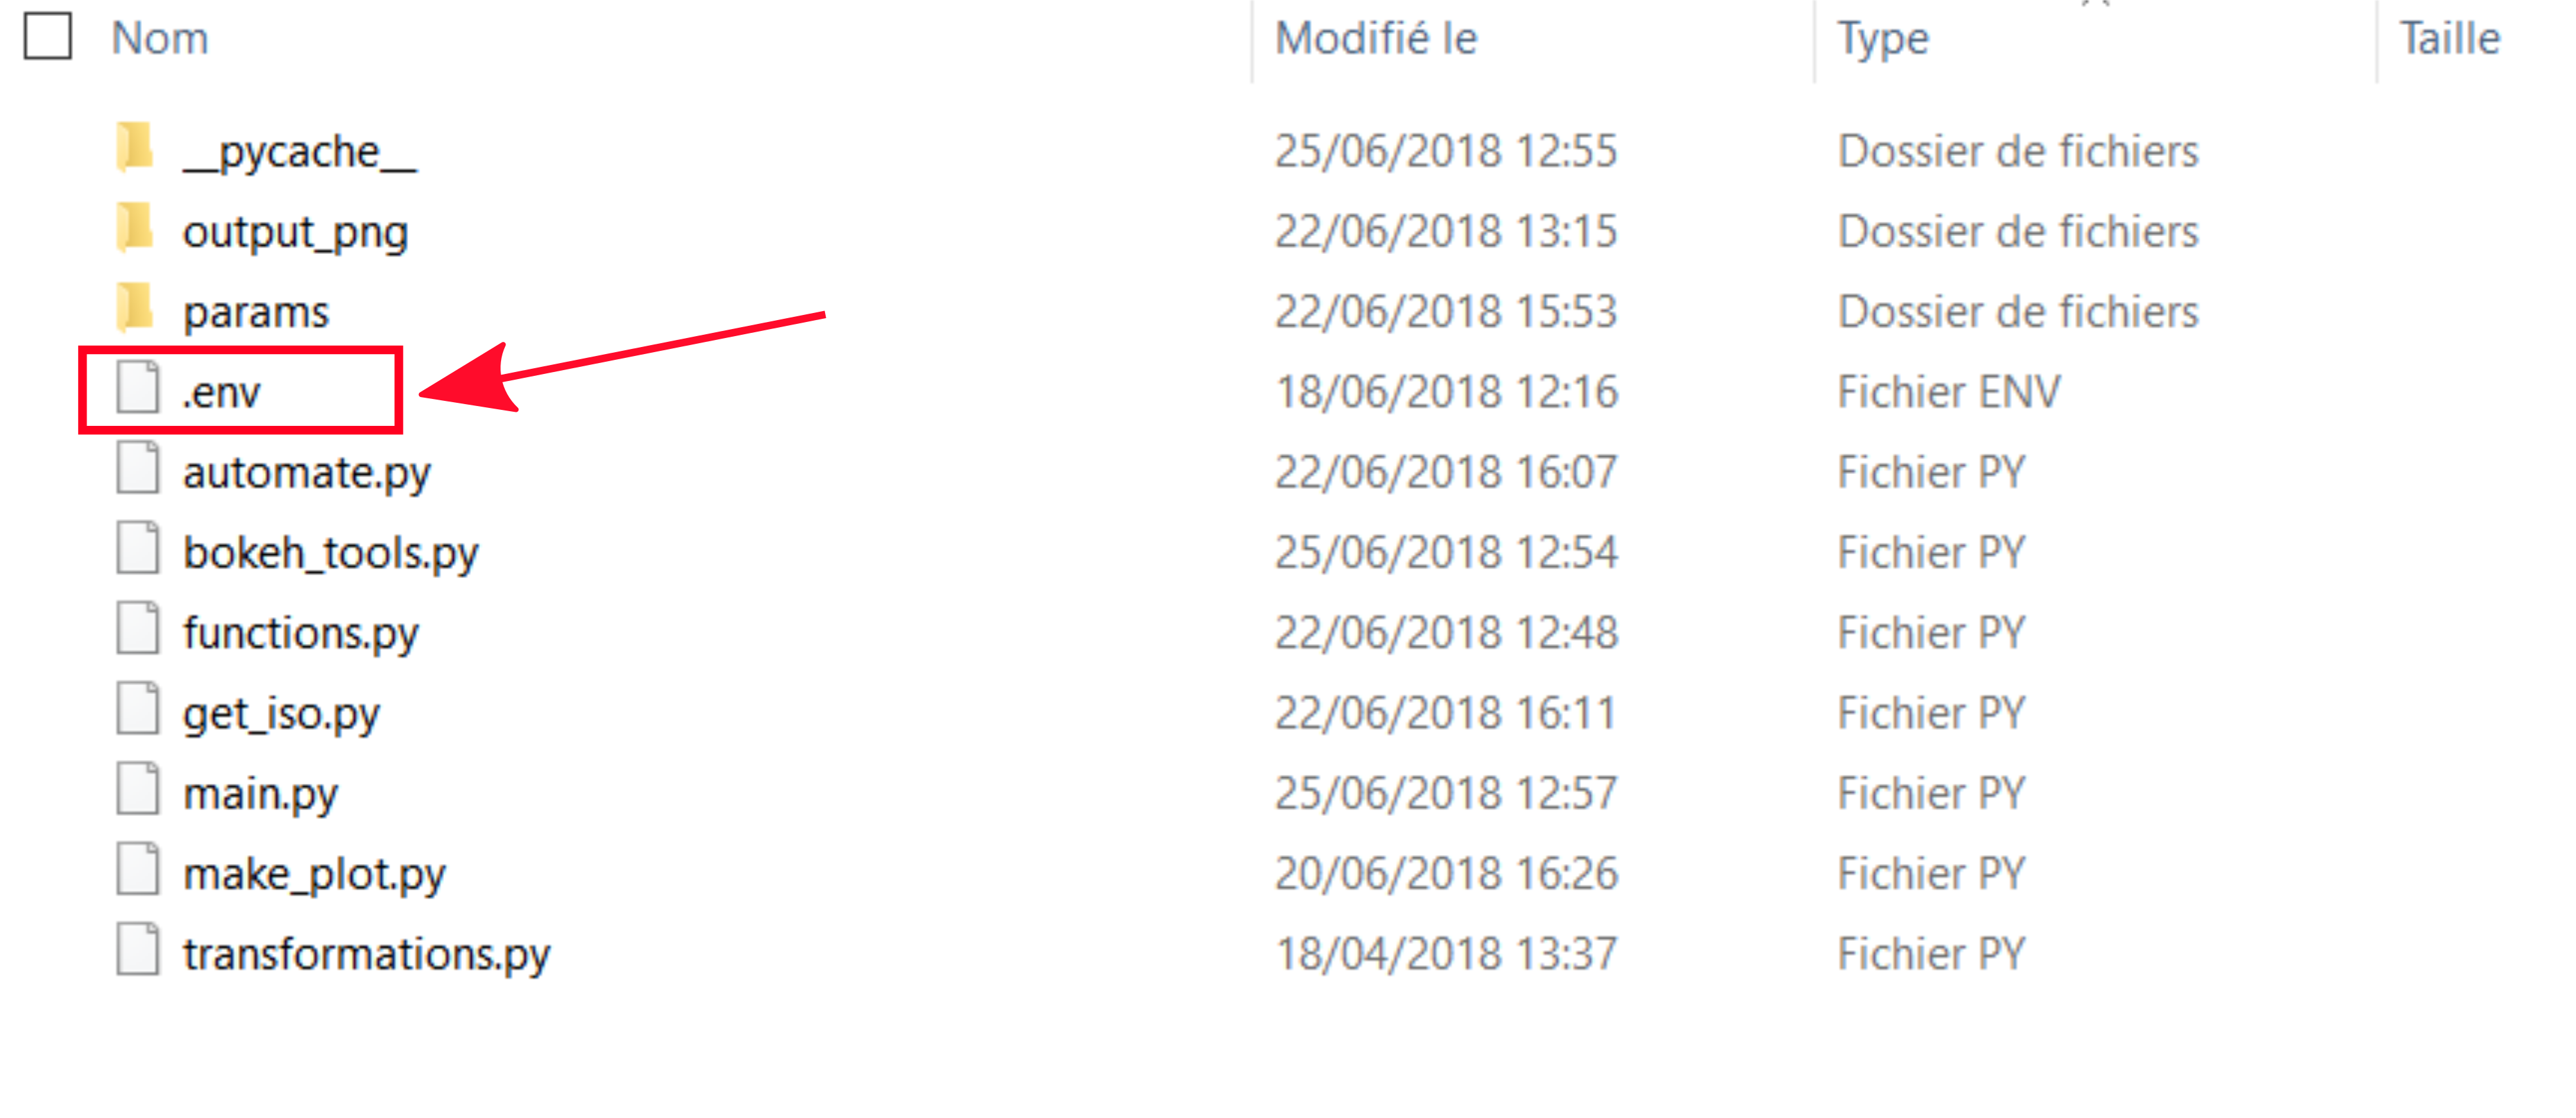 Nom Modifié le Type Taille
__pycache__ 25/06/2018 12:55 Dossier de fichiers
output_png 22/06/2018 13:15 Dossier de fichiers
params 22/06/2018 15:53 Dossier de fichiers
.env 18/06/2018 12:16 Fichier ENV
automate.py 22/06/2018 16:07 Fichier PY
bokeh_tools.py 25/06/2018 12:54 Fichier PY
functions.py 22/06/2018 12:48 Fichier PY
get_iso.py 22/06/2018 16:11 Fichier PY
main.py 25/06/2018 12:57 Fichier PY
make_plot.py 20/06/2018 16:26 Fichier PY
transformations.py 18/04/2018 13:37 Fichier PY